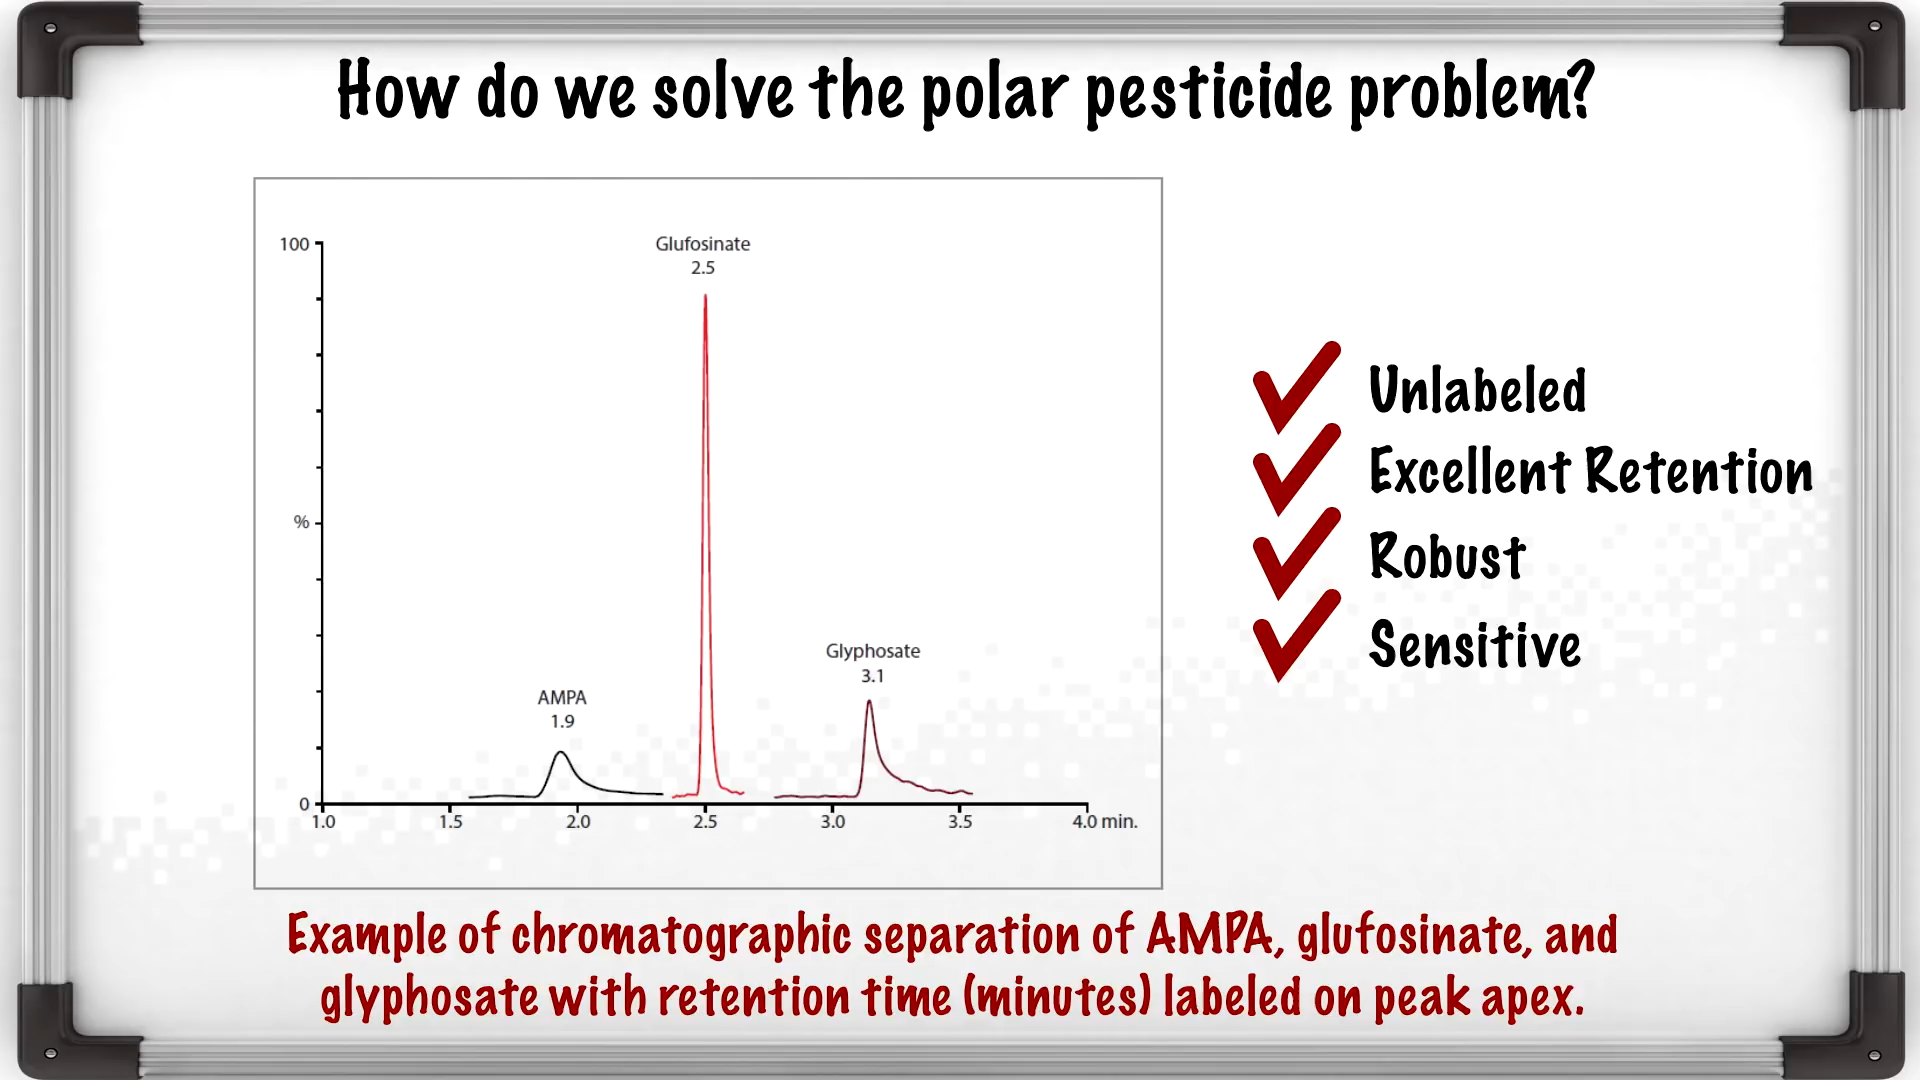 How do we solve the polar pesticide problem?
100
%
0
Glufosinate
2.5
Glyphosate
3.1
AMPA
1.9
1.0 1.5 2.0 2.5 3.0 3.5 4.0 min.
Unlabeled
Excellent Retention
Robust
Sensitive
Example of chromatographic separation of AMPA, glufosinate, and
glyphosate with retention time (minutes) labeled on peak apex.